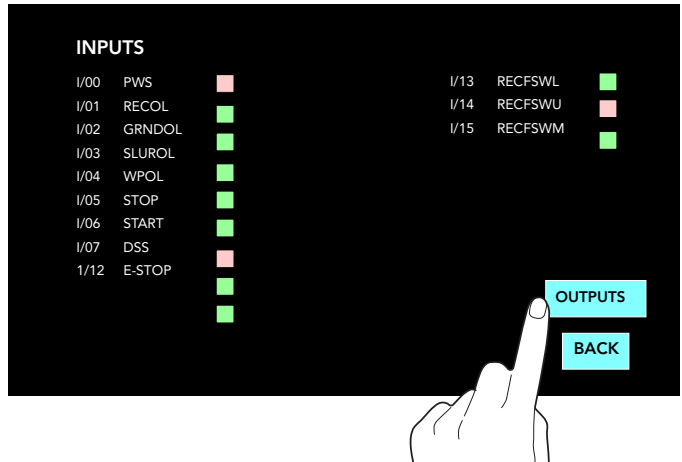 INPUTS
I/00 PWS
I/01 RECOL
I/02 GRNDOL
I/03 SLUROL
I/04 WPOL
I/05 STOP
I/06 START
I/07 DSS
1/12 E-STOP
I/13 RECFSWL
I/14 RECFSWU
I/15 RECFSWM
OUTPUTS
BACK